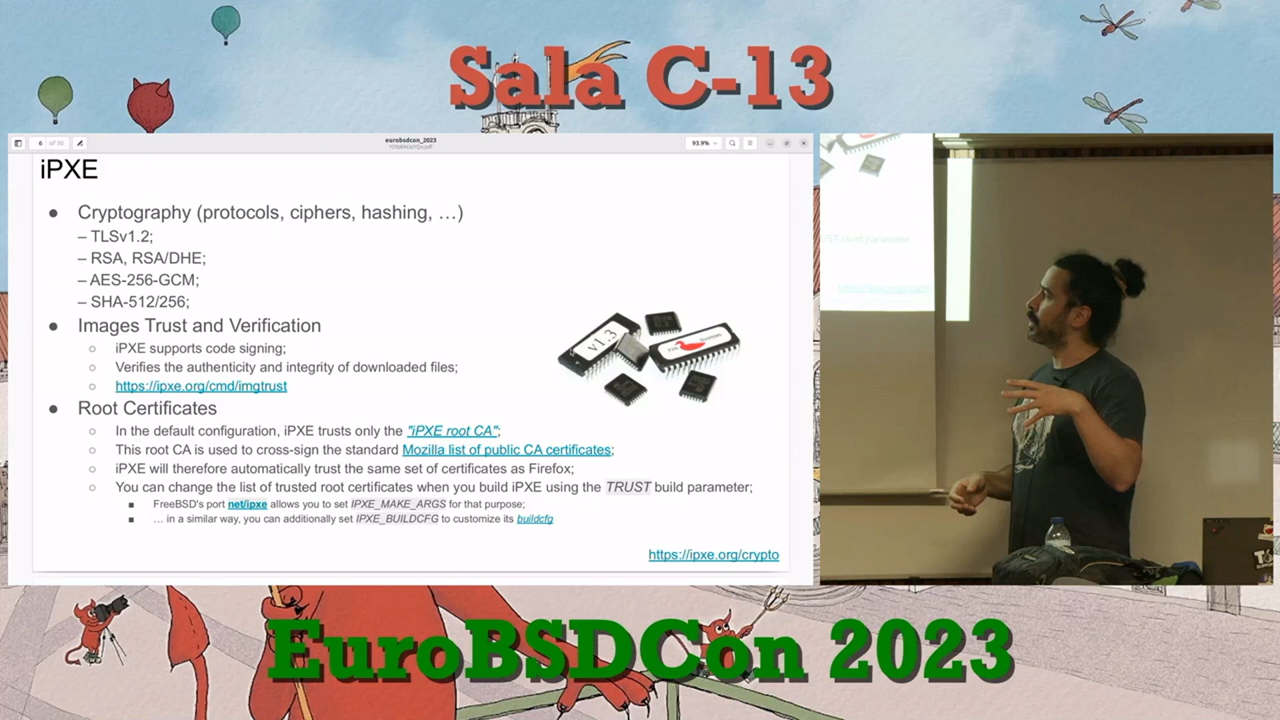 Sala C-13
6 of 30
eurobsdcon_2023
93.9%
iPXE
● Cryptography (protocols, ciphers, hashing, …)
– TLSv1.2;
– RSA, RSA/DHE;
– AES-256-GCM;
– SHA-512/256;
● Images Trust and Verification
○ iPXE supports code signing;
○ Verifies the authenticity and integrity of downloaded files;
○ https://ipxe.org/cmd/imgtrust
v1.3
● Root Certificates
○ In the default configuration, iPXE trusts only the "iPXE root CA";
○ This root CA is used to cross-sign the standard Mozilla list of public CA certificates;
○ iPXE will therefore automatically trust the same set of certificates as Firefox;
○ You can change the list of trusted root certificates when you build iPXE using the TRUST build parameter;
■ FreeBSD's port net/ipxe allows you to set IPXE_MAKE_ARGS for that purpose;
■ … in a similar way, you can additionally set IPXE_BUILDCFG to customize its buildcfg
https://ipxe.org/crypto
EuroBSDCon 2023